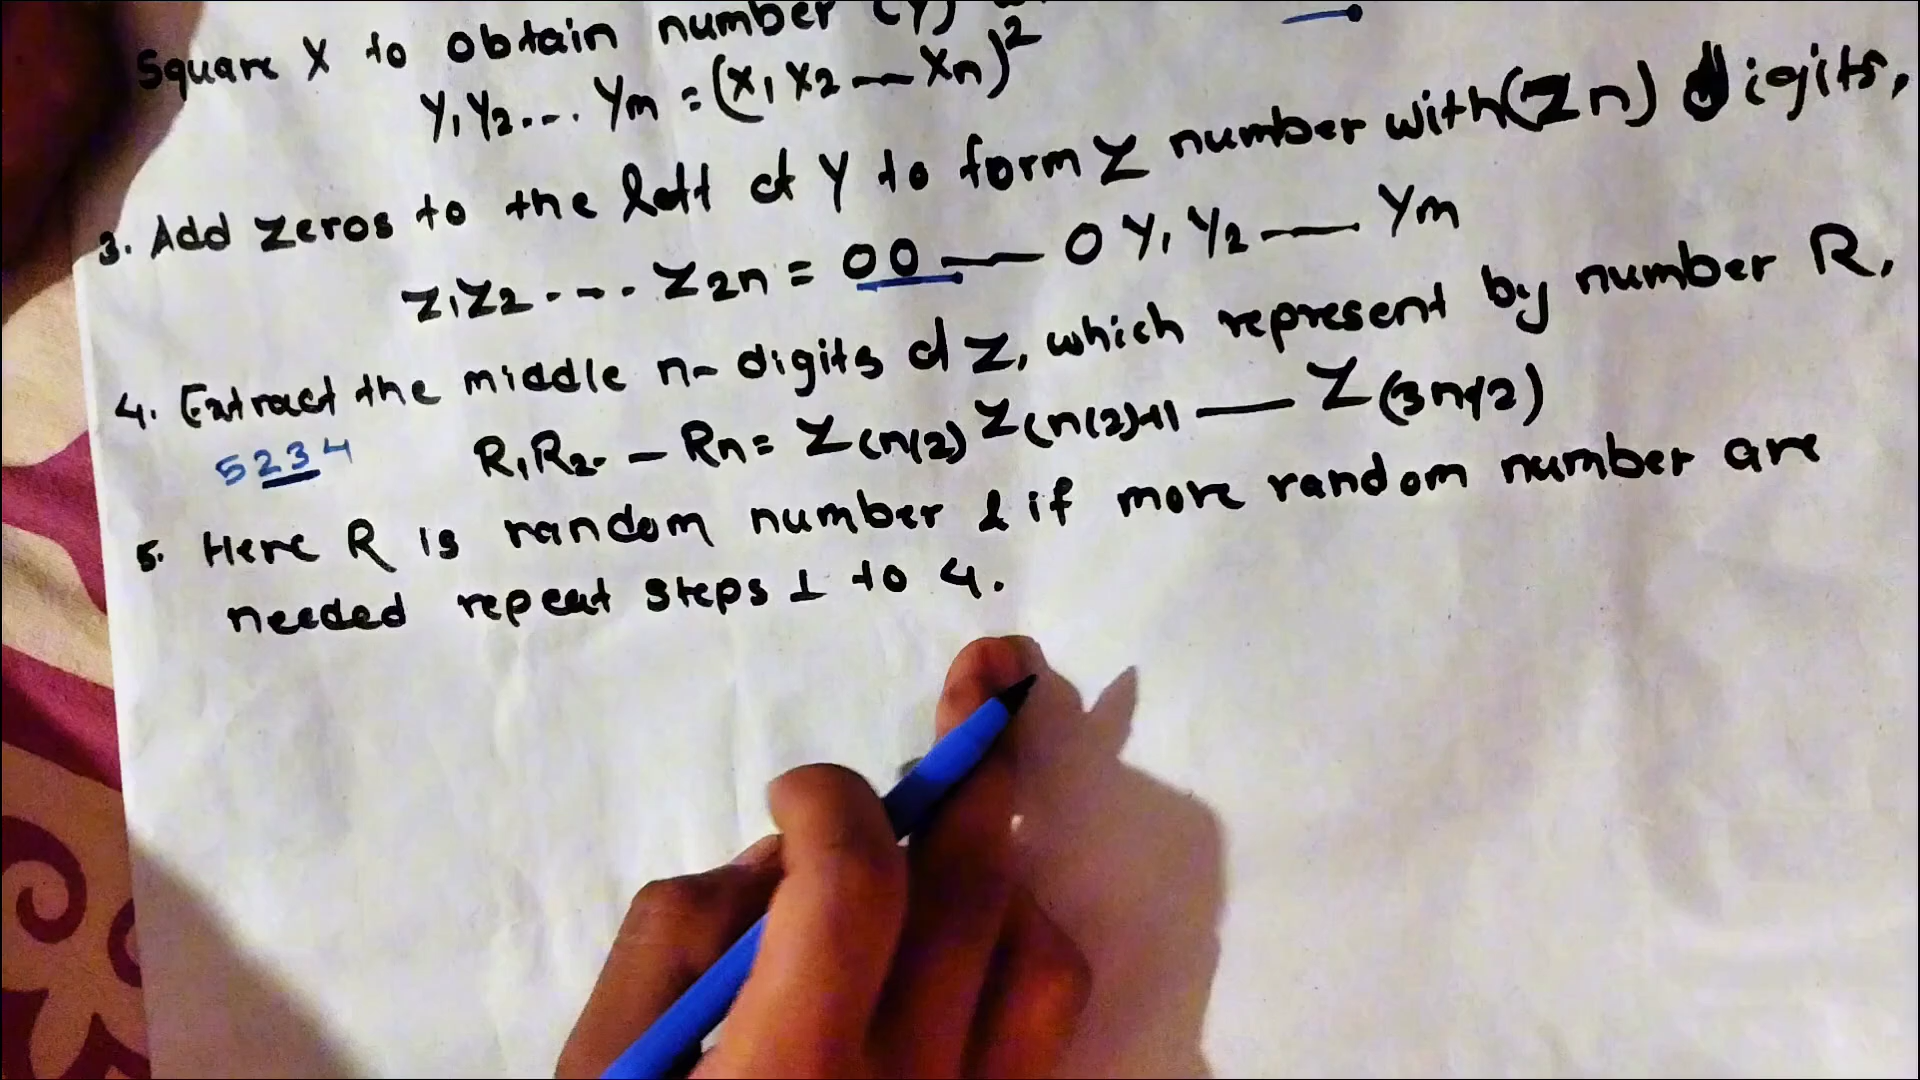 Square X to obtain number (Y)
Y1Y2... Ym = (X1 X2 — Xn)2
3. Add zeros to the left of Y to form Z number with (2n) digits,
Z1Z2 .-.. Z2n = 00 — 0 Y1 Y2 — Ym
4. Extract the middle n- digits of Z, which represent by number R,
5234
R1R2. - Rn = Z(n/2) Z(n/2)+1 — Z(3n/2)
5. Here R is random number & if more random number are
needed repeat steps 1 to 4.